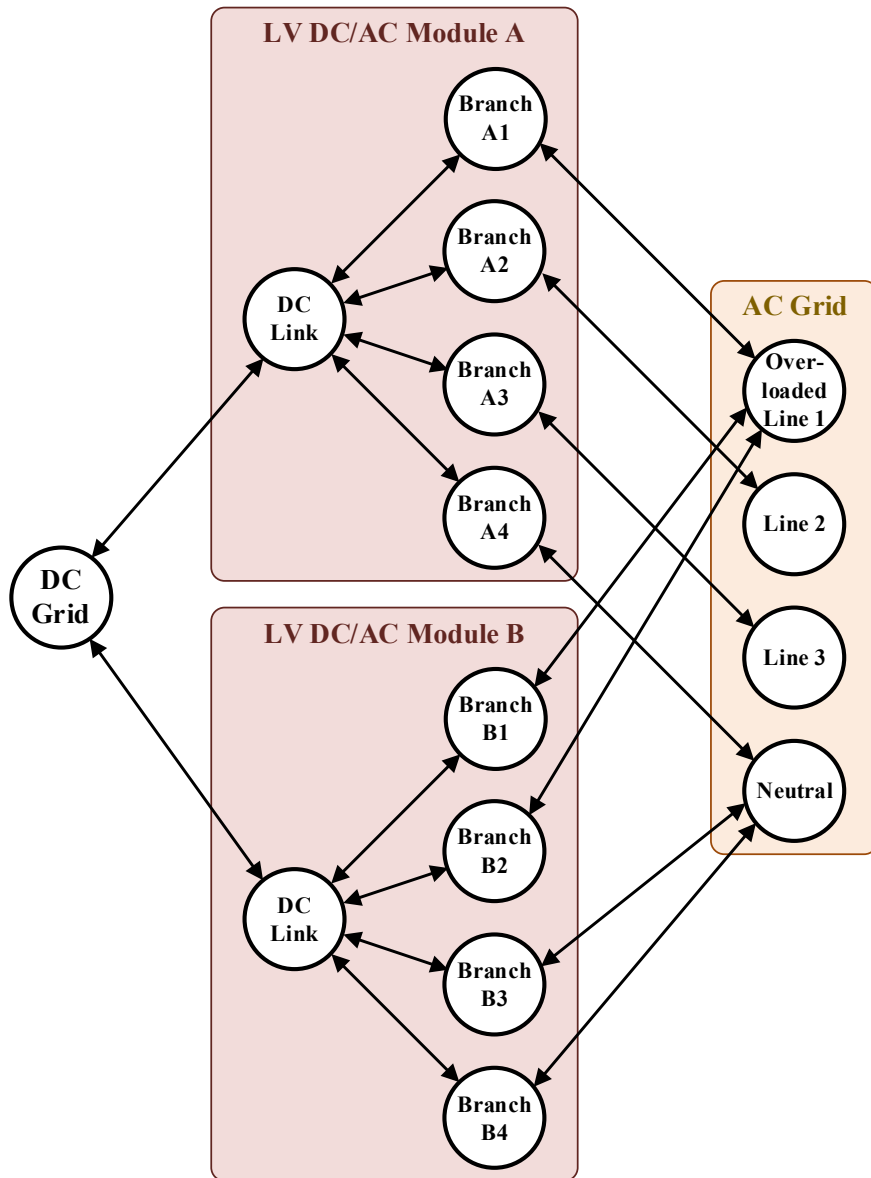 LV DC/AC Module A
Branch
A1
Branch
A2
DC
Link
Branch
A3
Branch
A4
AC Grid
Over-
loaded
Line 1
Line 2
Line 3
Neutral
DC
Grid
LV DC/AC Module B
Branch
B1
Branch
B2
DC
Link
Branch
B3
Branch
B4